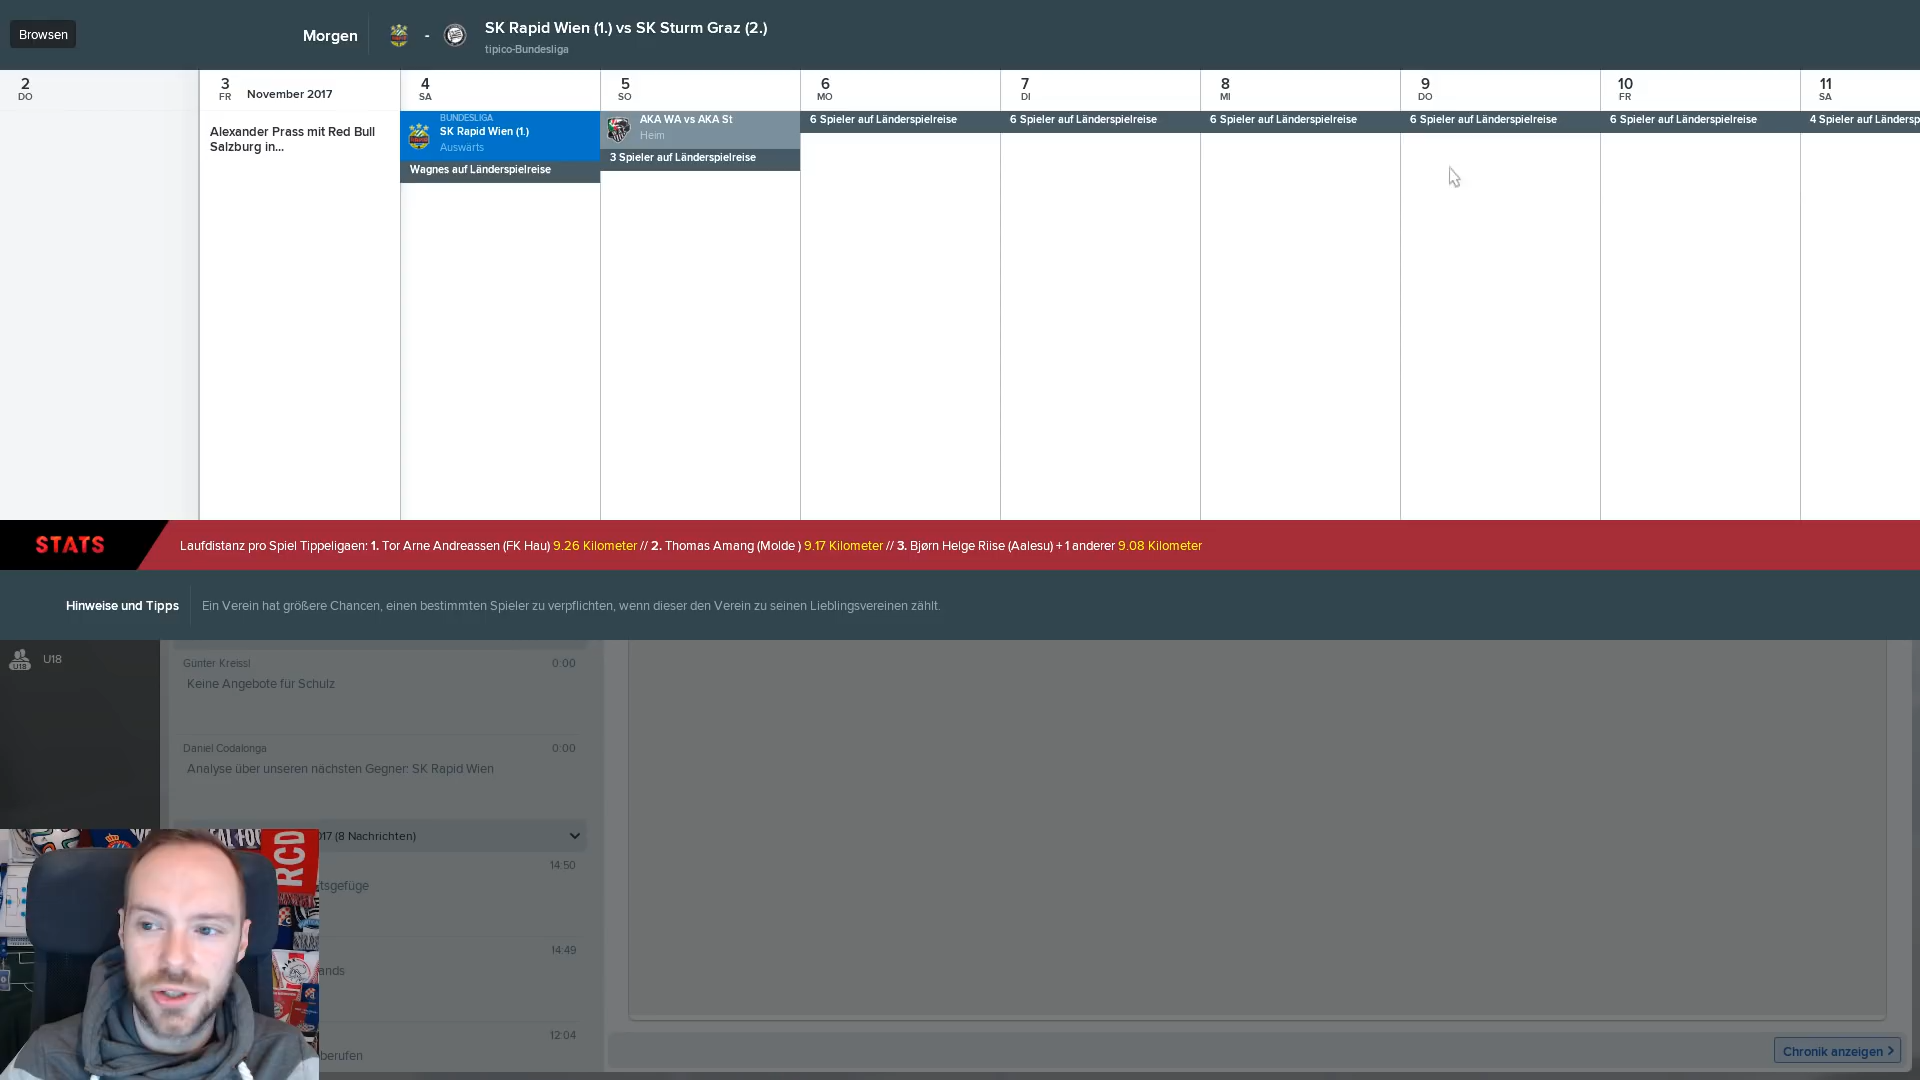 Browsen
Morgen
-
SK Rapid Wien (1.) vs SK Sturm Graz (2.)
tipico-Bundesliga
2
DO
3
FR
November 2017
4
SA
5
SO
6
MO
7
DI
8
MI
9
DO
10
FR
11
SA
Alexander Prass mit Red Bull
Salzburg in...
BUNDESLIGA
SK Rapid Wien (1.)
Auswärts
Wagnes auf Länderspielreise
AKA WA vs AKA St
Heim
3 Spieler auf Länderspielreise
6 Spieler auf Länderspielreise
6 Spieler auf Länderspielreise
6 Spieler auf Länderspielreise
6 Spieler auf Länderspielreise
6 Spieler auf Länderspielreise
4 Spieler auf Ländersp
STATS
Laufdistanz pro Spiel Tippeligaen: 1. Tor Arne Andreassen (FK Hau) 9.26 Kilometer // 2. Thomas Amang (Molde ) 9.17 Kilometer // 3. Bjørn Helge Riise (Aalesu) + 1 anderer 9.08 Kilometer
Hinweise und Tipps
Ein Verein hat größere Chancen, einen bestimmten Spieler zu verpflichten, wenn dieser den Verein zu seinen Lieblingsvereinen zählt.
U18
U18
Günter Kreissl
0:00
Keine Angebote für Schulz
Daniel Codalonga
0:00
Analyse über unseren nächsten Gegner: SK Rapid Wien
017 (8 Nachrichten)
14:50
tsgefüge
14:49
ands
12:04
berufen
RCD
Chronik anzeigen